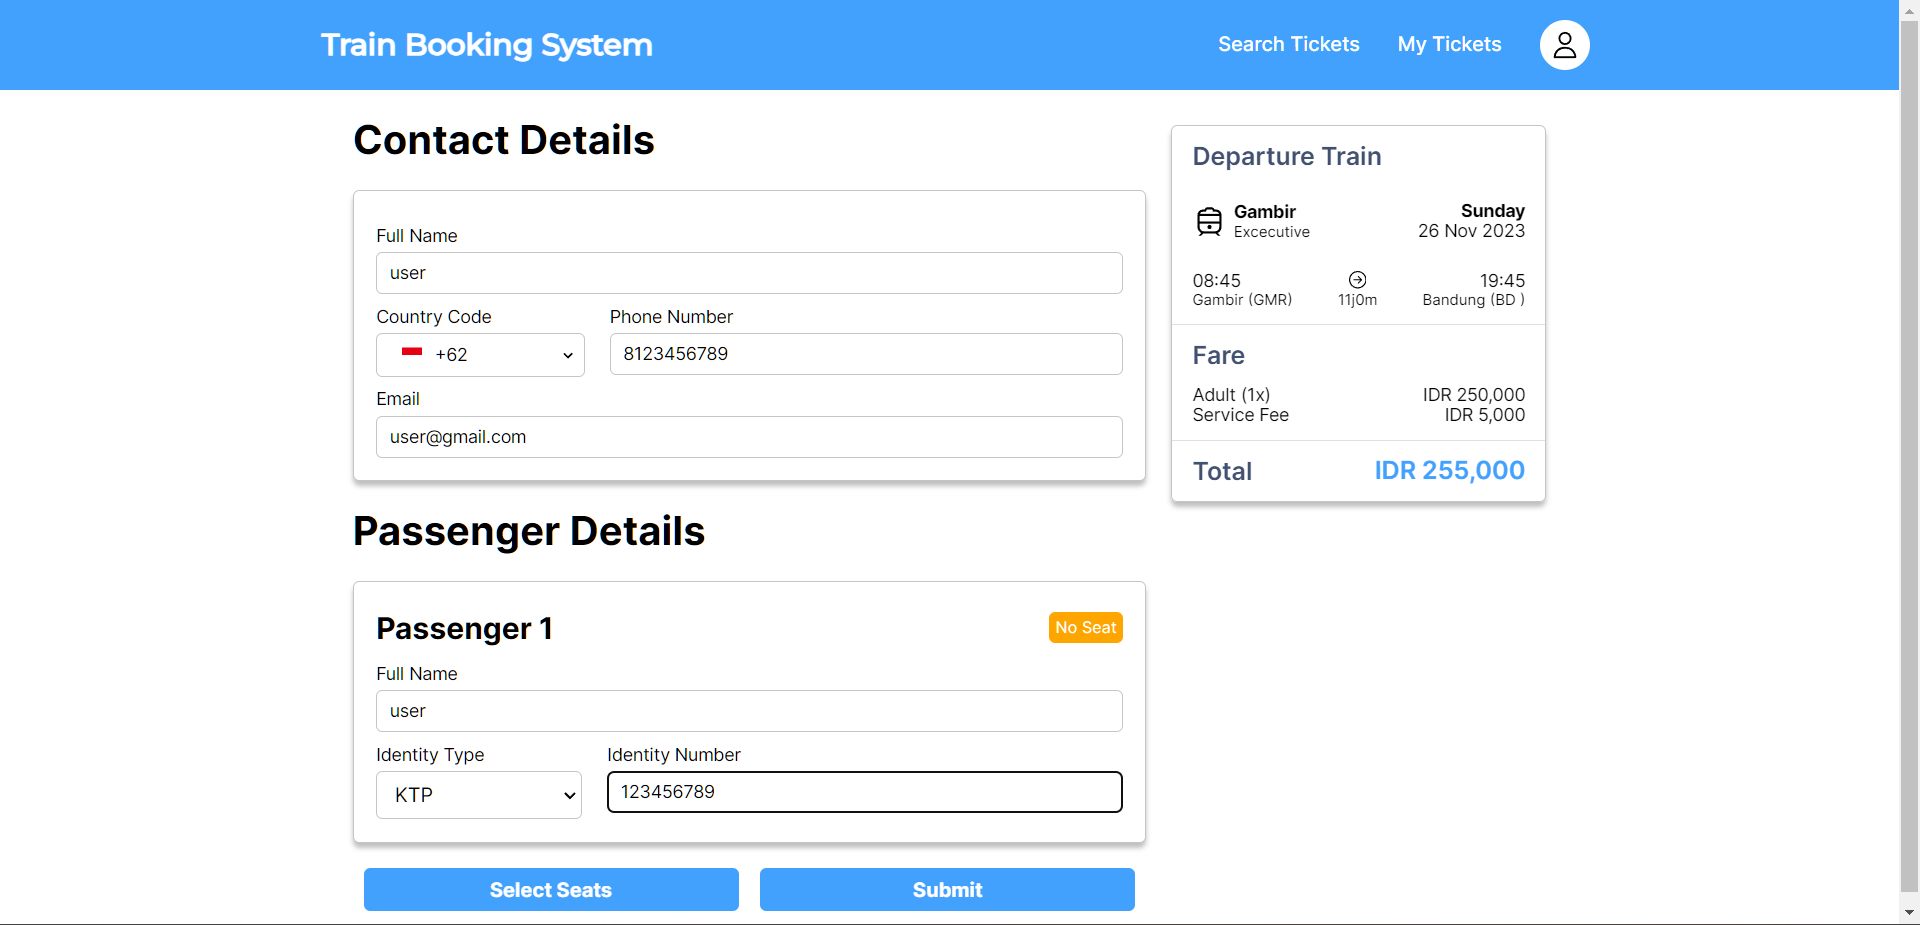 Train Booking System
Search Tickets
My Tickets
Contact Details
Full Name
user
Country Code
Phone Number
+62
8123456789
Email
user@gmail.com
Passenger Details
Passenger 1
No Seat
Full Name
user
Identity Type
Identity Number
KTP
123456789
Select Seats
Submit
Departure Train
Gambir
Sunday
Excecutive
26 Nov 2023
08:45
19:45
Gambir (GMR)
11j0m
Bandung (BD )
Fare
Adult (1x)
IDR 250,000
Service Fee
IDR 5,000
Total
IDR 255,000